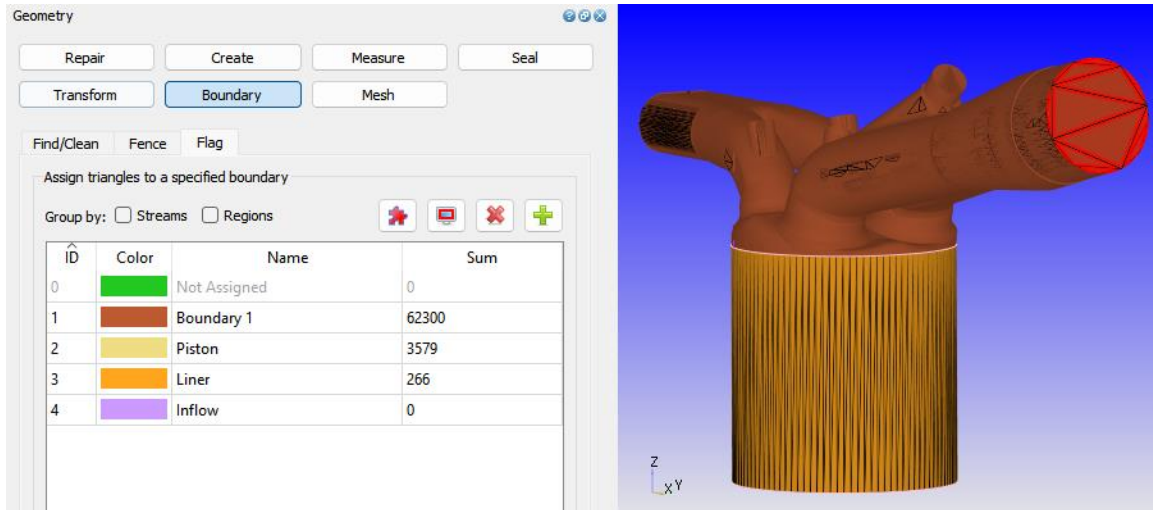 Geometry
Repair Create Measure Seal
Transform Boundary Mesh
Find/Clean Fence Flag
Assign triangles to a specified boundary
Group by: Streams Regions
ID Color Name Sum
0 Not Assigned 0
1 Boundary 1 62300
2 Piston 3579
3 Liner 266
4 Inflow 0
Z
X Y